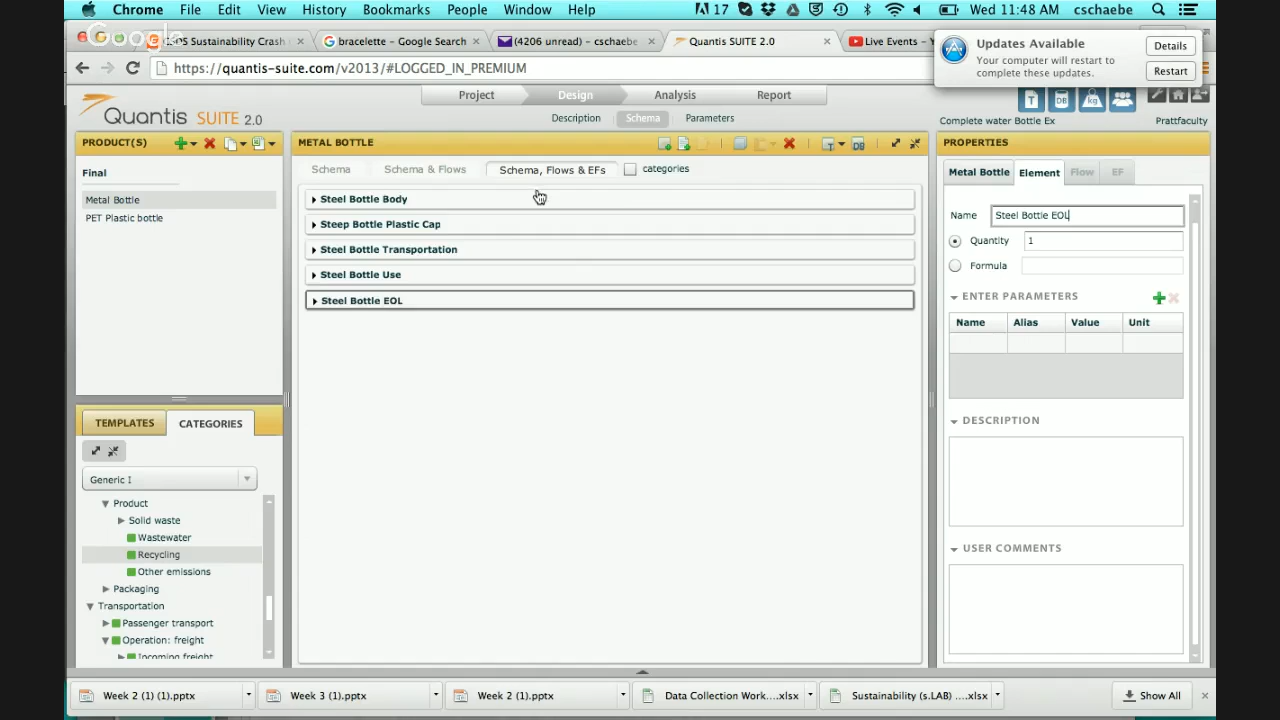 Chrome File Edit View History Bookmarks People Window Help 17 Wed 11:48 AM cschaebe
Google
Sustainability Crash bracelette - Google Search (4206 unread) - cschaebe Quantis SUITE 2.0 Live Events - Y
https://quantis-suite.com/v2013/#LOGGED_IN_PREMIUM
Updates Available
Your computer will restart to complete these updates.
Details
Restart
Quantis SUITE 2.0
Project Design Analysis Report
Description Schema Parameters
T DB kg
Complete water Bottle Ex Prattfaculty
PRODUCT(S)
Final
Metal Bottle
PET Plastic bottle
METAL BOTTLE T DB
Schema Schema & Flows Schema, Flows & EFs categories
Steel Bottle Body
Steep Bottle Plastic Cap
Steel Bottle Transportation
Steel Bottle Use
Steel Bottle EOL
PROPERTIES
Metal Bottle Element Flow EF
Name Steel Bottle EOL
Quantity 1
Formula
ENTER PARAMETERS
Name Alias Value Unit
DESCRIPTION
USER COMMENTS
TEMPLATES CATEGORIES
Generic I
Product
Solid waste
Wastewater
Recycling
Other emissions
Packaging
Transportation
Passenger transport
Operation: freight
Incoming freight
Week 2 (1) (1).pptx Week 3 (1).pptx Week 2 (1).pptx Data Collection Work....xlsx Sustainability (s.LAB) ....xlsx Show All